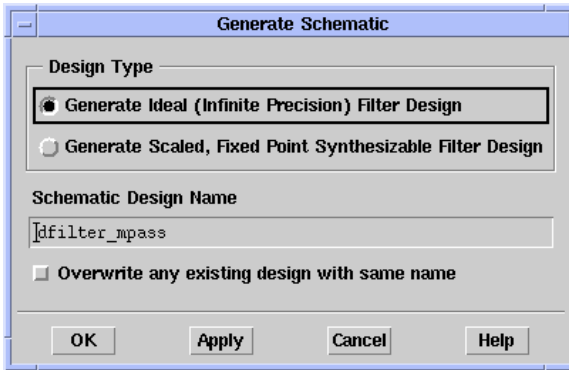 Generate Schematic
Design Type
Generate Ideal (Infinite Precision) Filter Design
Generate Scaled, Fixed Point Synthesizable Filter Design
Schematic Design Name
dfilter_mpass
Overwrite any existing design with same name
OK Apply Cancel Help